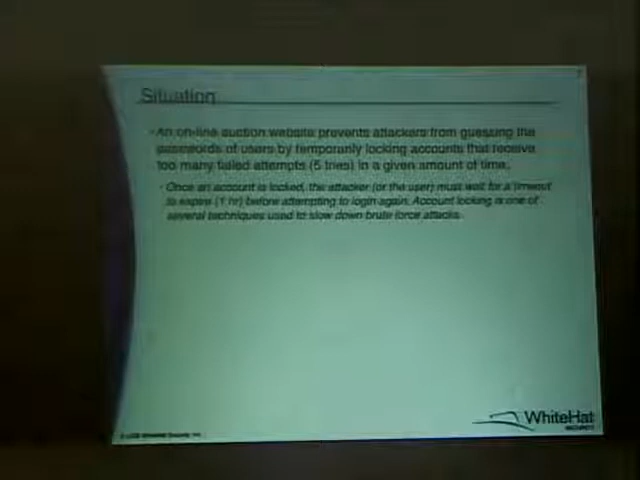 Situation
An on-line auction website prevents attackers from guessing the
passwords of users by temporarily locking accounts that receive
too many failed attempts (5 tries) in a given amount of time.
Once an account is locked, the attacker (or the user) must wait for a timeout
to expire (1 hr) before attempting to login again. Account locking is one of
several techniques used to slow down brute force attacks.
WhiteHat
SECURITY